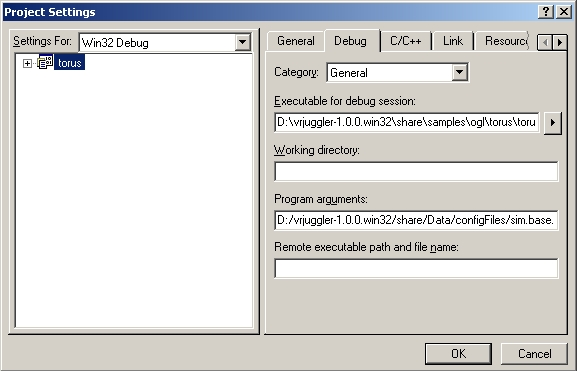 Project Settings
Settings For: Win32 Debug
torus
General Debug C/C++ Link Resourc
Category: General
Executable for debug session:
D:\vrjuggler-1.0.0.win32\share\samples\ogl\torus\toru
Working directory:
Program arguments:
D:/vrjuggler-1.0.0.win32/share/Data/configFiles/sim.base.
Remote executable path and file name:
OK Cancel